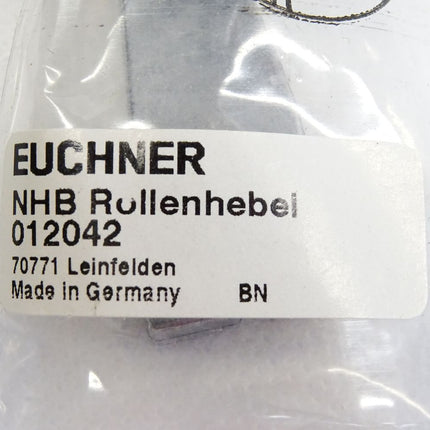 EUCHNER
NHB Rollenhebel
012042
70771 Leinfelden
Made in Germany BN